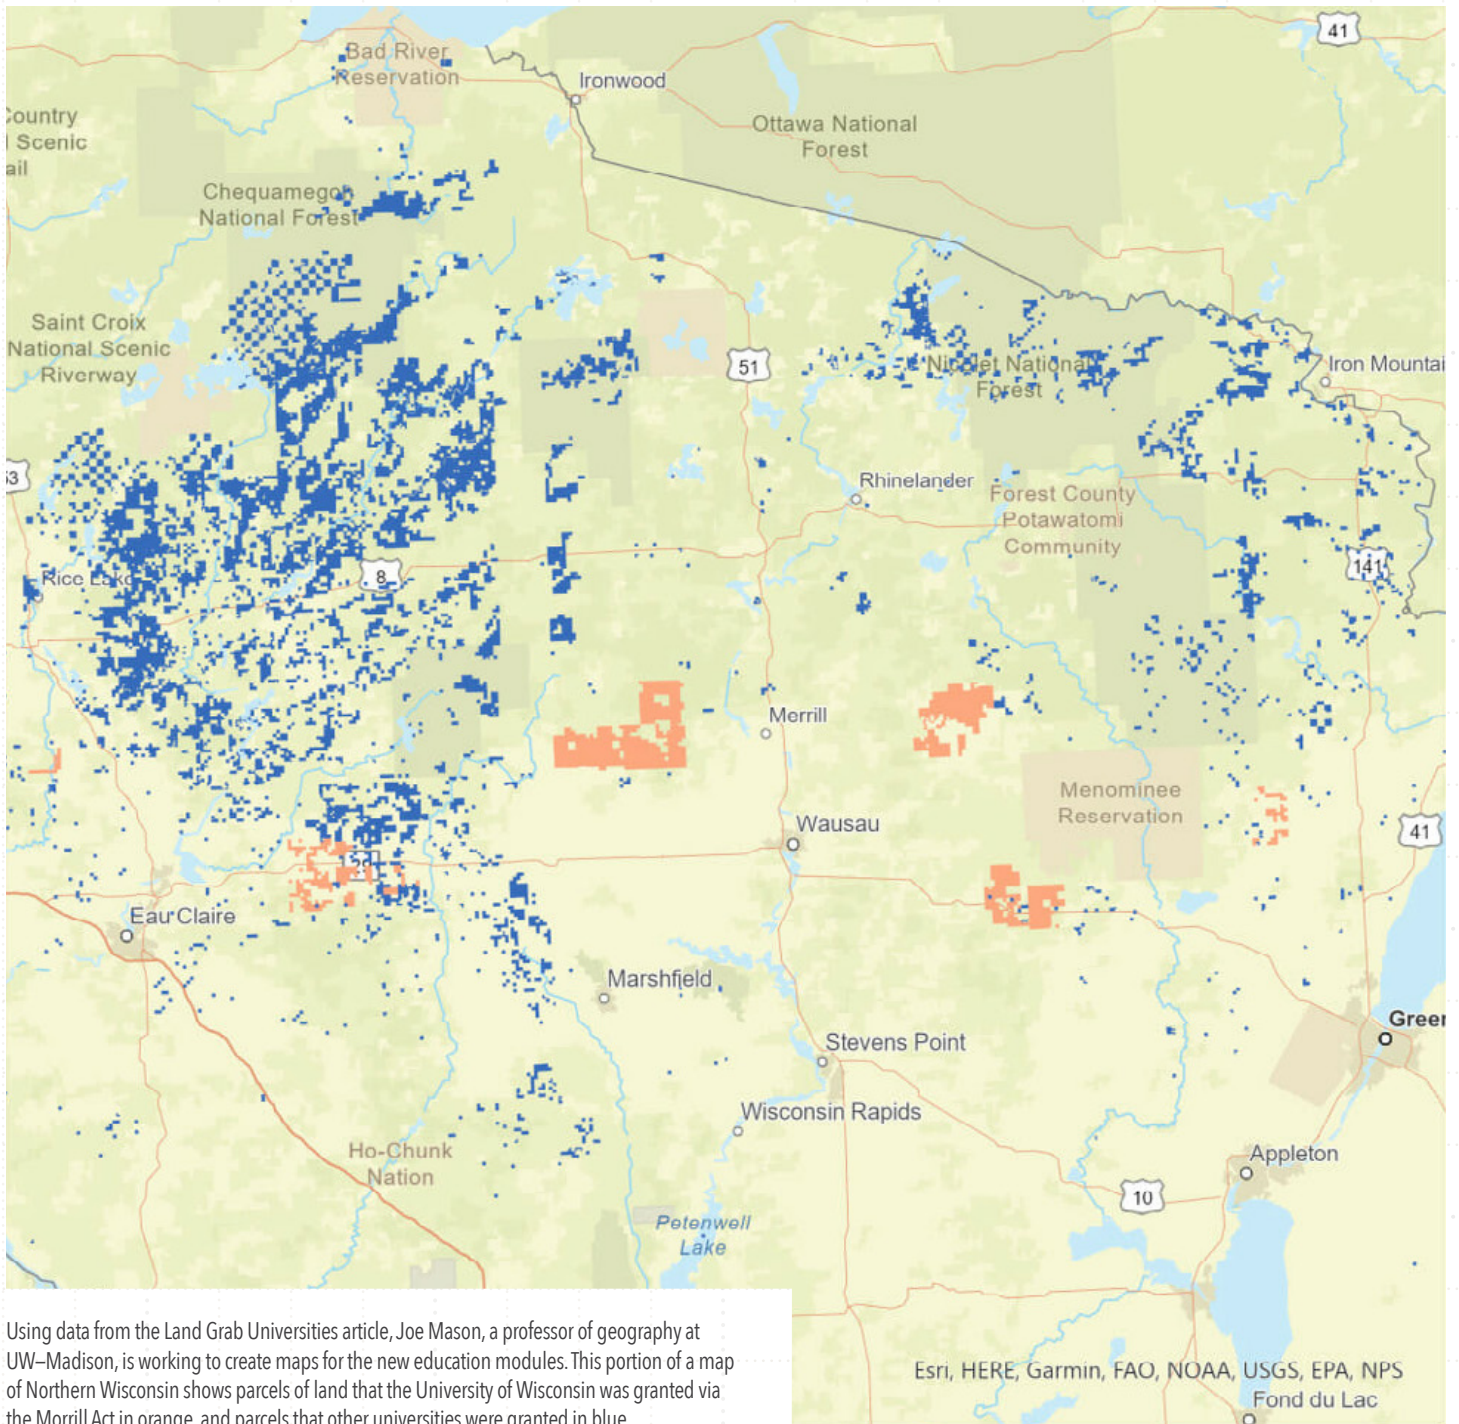 41
Bad River
Reservation
Ironwood
Country
l Scenic
ail
Ottawa National
Forest
Chequamegon
National Forest
Saint Croix
National Scenic
Riverway
51
Nicolet National
Forest
Iron Mountai
53
Rhinelander
Forest County
Potawatomi
Community
8
141
Rice Lake
Merrill
Menominee
Reservation
Wausau
41
129
Eau Claire
Marshfield
Green
Stevens Point
Wisconsin Rapids
Ho-Chunk
Nation
Appleton
10
Petenwell
Lake
Using data from the Land Grab Universities article, Joe Mason, a professor of geography at
UW–Madison, is working to create maps for the new education modules. This portion of a map
of Northern Wisconsin shows parcels of land that the University of Wisconsin was granted via
the Morrill Act in orange, and parcels that other universities were granted in blue.
Esri, HERE, Garmin, FAO, NOAA, USGS, EPA, NPS
Fond du Lac